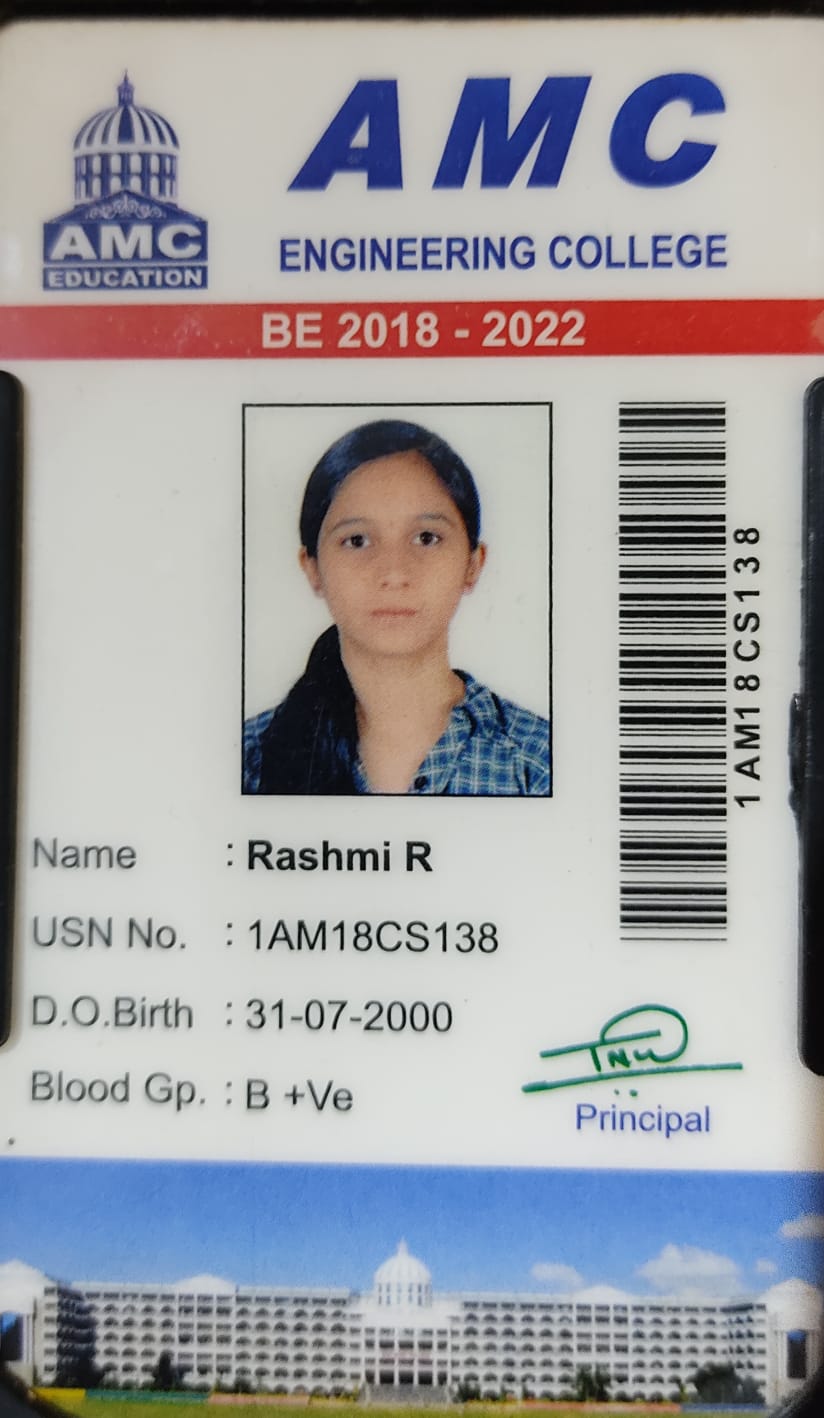 AMC
EDUCATION
AMC
ENGINEERING COLLEGE
BE 2018 - 2022
1AM18CS138
Name : Rashmi R
USN No. : 1AM18CS138
D.O.Birth : 31-07-2000
Blood Gp. : B +Ve
Principal